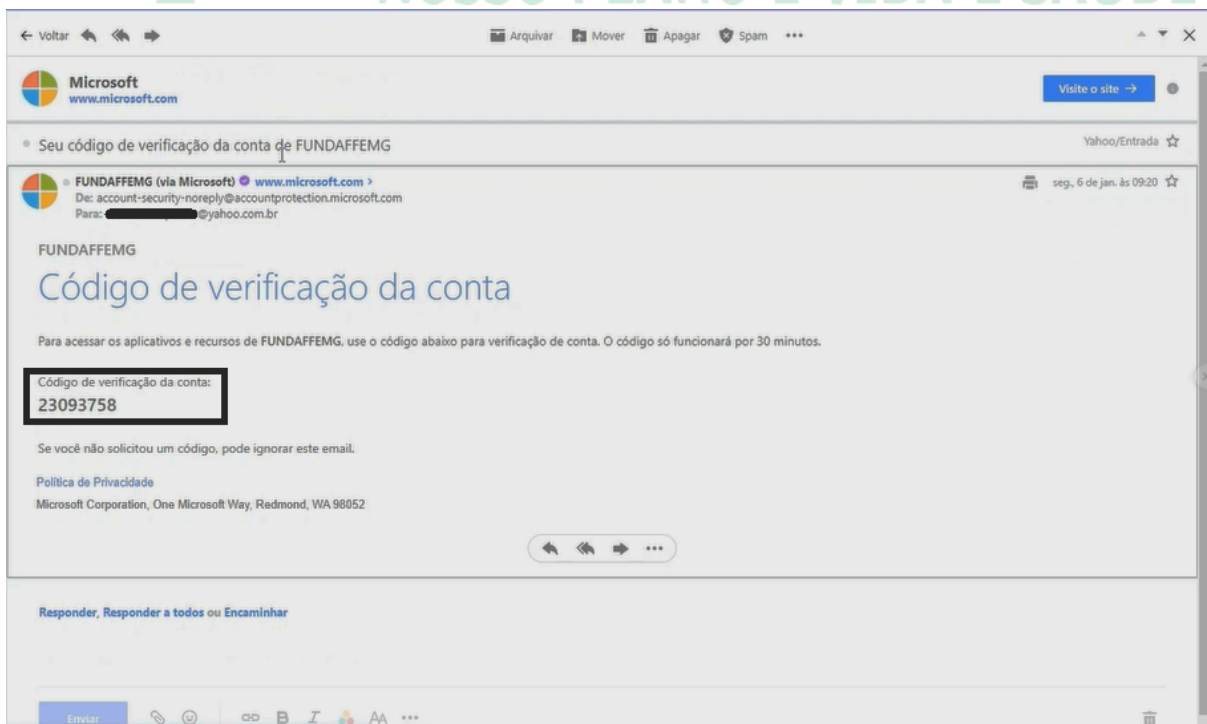 NOSSO PLANO É VIDA E SAÚDE
Voltar
Arquivar Mover Apagar Spam
Microsoft
www.microsoft.com
Visite o site →
Seu código de verificação da conta de FUNDAFFEMG
Yahoo/Entrada
FUNDAFFEMG (via Microsoft) www.microsoft.com >
seg., 6 de jan. às 09:20
De: account-security-noreply@accountprotection.microsoft.com
Para: @yahoo.com.br
FUNDAFFEMG
Código de verificação da conta
Para acessar os aplicativos e recursos de FUNDAFFEMG, use o código abaixo para verificação de conta. O código só funcionará por 30 minutos.
Código de verificação da conta:
23093758
Se você não solicitou um código, pode ignorar este email.
Política de Privacidade
Microsoft Corporation, One Microsoft Way, Redmond, WA 98052
Responder, Responder a todos ou Encaminhar
Enviar
B I AA